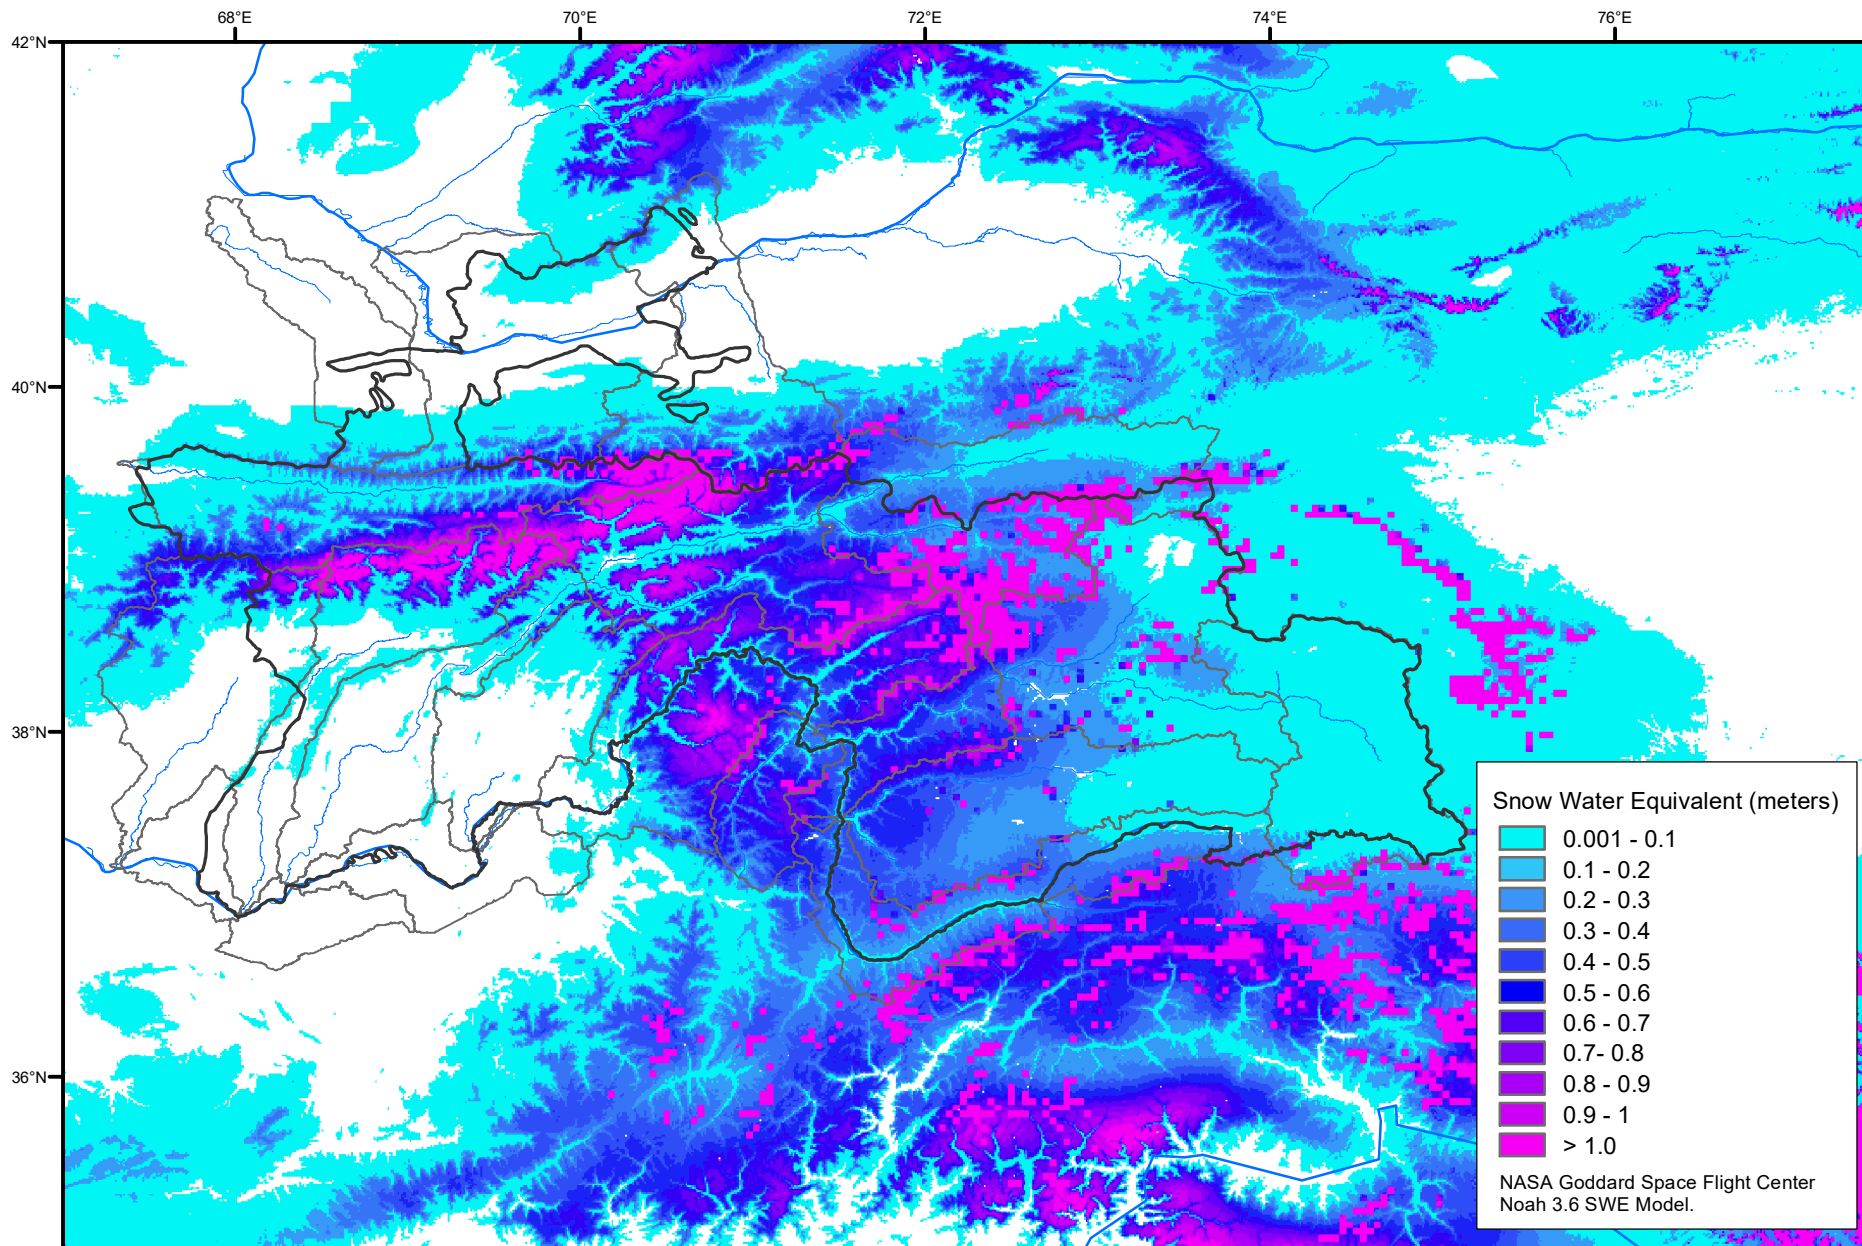 68°E 70°E 72°E 74°E 76°E
42°N
40°N
38°N
36°N
Snow Water Equivalent (meters)
0.001 - 0.1
0.1 - 0.2
0.2 - 0.3
0.3 - 0.4
0.4 - 0.5
0.5 - 0.6
0.6 - 0.7
0.7- 0.8
0.8 - 0.9
0.9 - 1
> 1.0
NASA Goddard Space Flight Center
Noah 3.6 SWE Model.